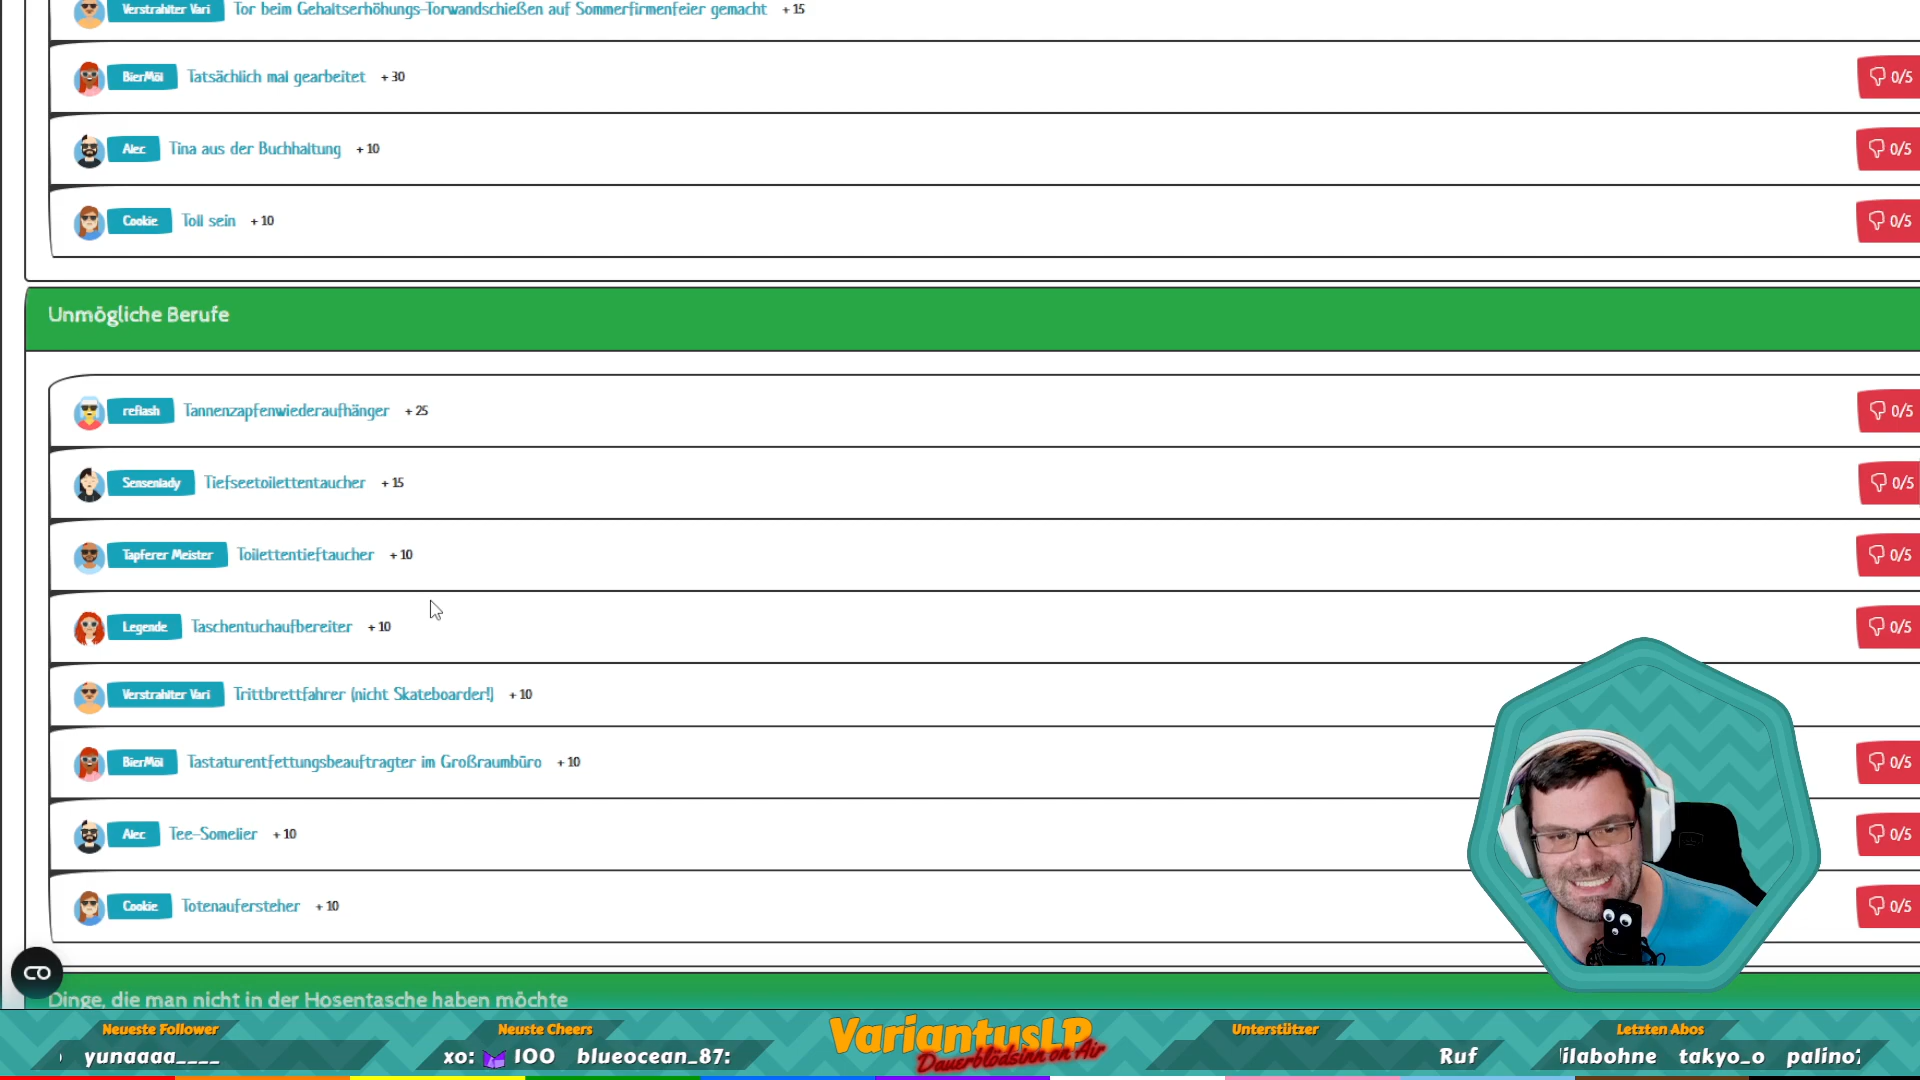 Verstrahlter Vari Tor beim Gehaltserhöhungs-Torwandschießen auf Sommerfirmenfeier gemacht + 15
BierMöl Tatsächlich mal gearbeitet + 30 0/5
Alec Tina aus der Buchhaltung + 10 0/5
Cookie Toll sein + 10 0/5
Unmögliche Berufe
reflash Tannenzapfenwiederaufhänger + 25 0/5
Sensenlady Tiefseetoilettentaucher + 15 0/5
Tapferer Meister Toilettentieftaucher + 10 0/5
Legende Taschentuchaufbereiter + 10 0/5
Verstrahlter Vari Trittbrettfahrer (nicht Skateboarder!) + 10
BierMöl Tastaturentfettungsbeauftragter im Großraumbüro + 10 0/5
Alec Tee-Somelier + 10 0/5
Cookie Totenaufersteher + 10 0/5
Dinge, die man nicht in der Hosentasche haben möchte
Neueste Follower Neuste Cheers VariantusLP Unterstützer Letzten Abos
Dauerblödsinn on Air
yunaaaa____ xo: 100 blueocean_87: Ruf lilabohne takyo_o palino